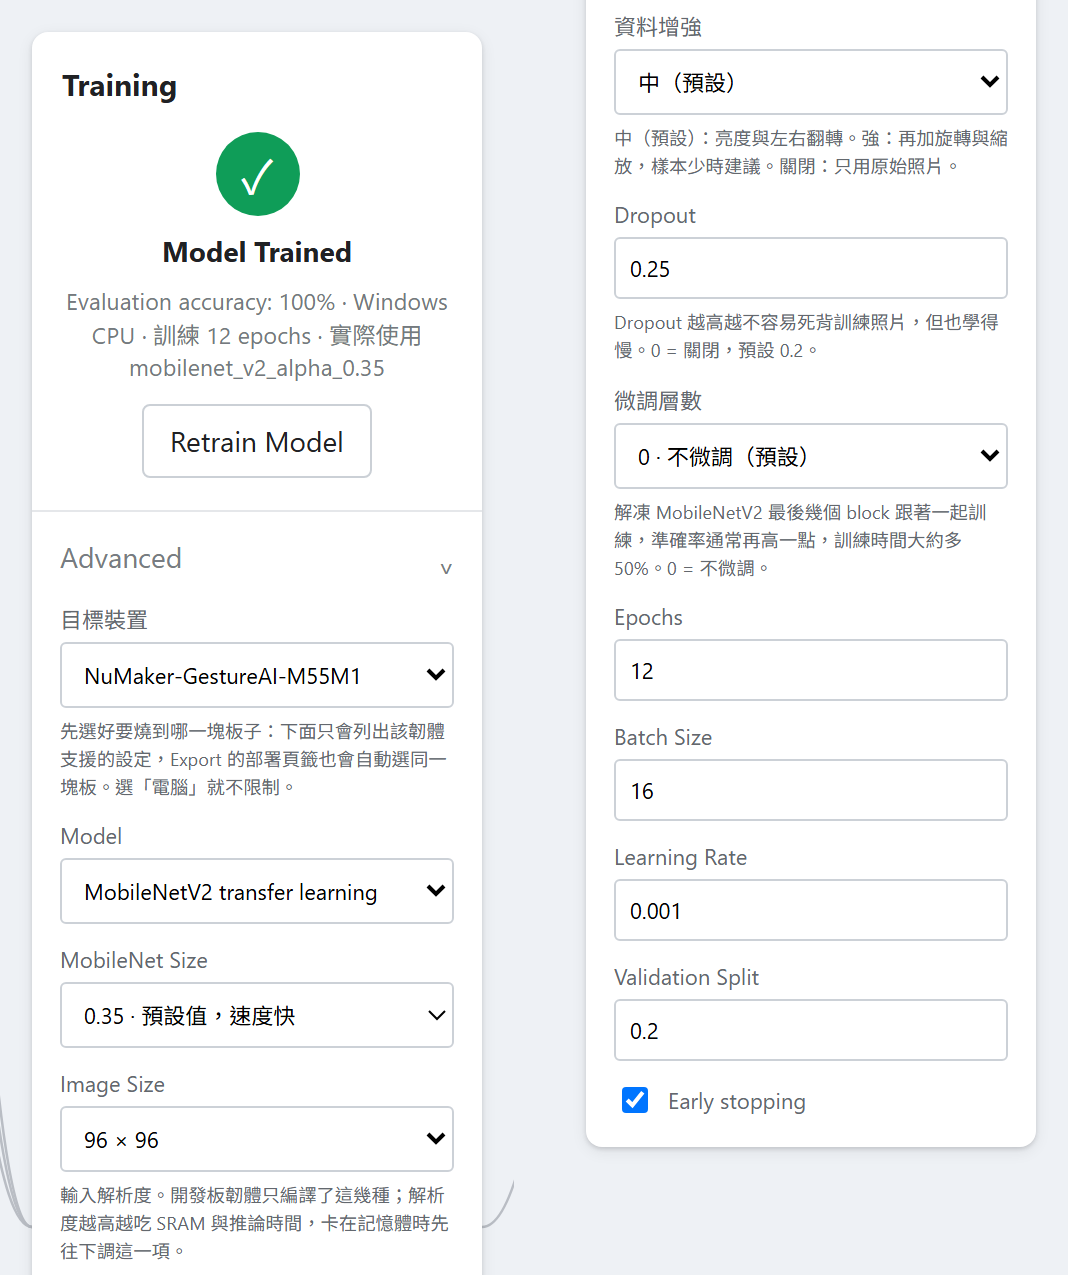 Training
✓
Model Trained
Evaluation accuracy: 100% · Windows
CPU · 訓練 12 epochs · 實際使用
mobilenet_v2_alpha_0.35
Retrain Model
Advanced
v
目標裝置
NuMaker-GestureAI-M55M1
先選好要燒到哪一塊板子：下面只會列出該韌體
支援的設定，Export 的部署頁籤也會自動選同一
塊板。選「電腦」就不限制。
Model
MobileNetV2 transfer learning
MobileNet Size
0.35 · 預設值，速度快
Image Size
96 × 96
輸入解析度。開發板韌體只編譯了這幾種；解析
度越高越吃 SRAM 與推論時間，卡在記憶體時先
往下調這一項。
資料增強
中（預設）
中（預設）：亮度與左右翻轉。強：再加旋轉與縮
放，樣本少時建議。關閉：只用原始照片。
Dropout
0.25
Dropout 越高越不容易死背訓練照片，但也學得
慢。0 = 關閉，預設 0.2。
微調層數
0 · 不微調（預設）
解凍 MobileNetV2 最後幾個 block 跟著一起訓
練，準確率通常再高一點，訓練時間大約多
50%。0 = 不微調。
Epochs
12
Batch Size
16
Learning Rate
0.001
Validation Split
0.2
Early stopping